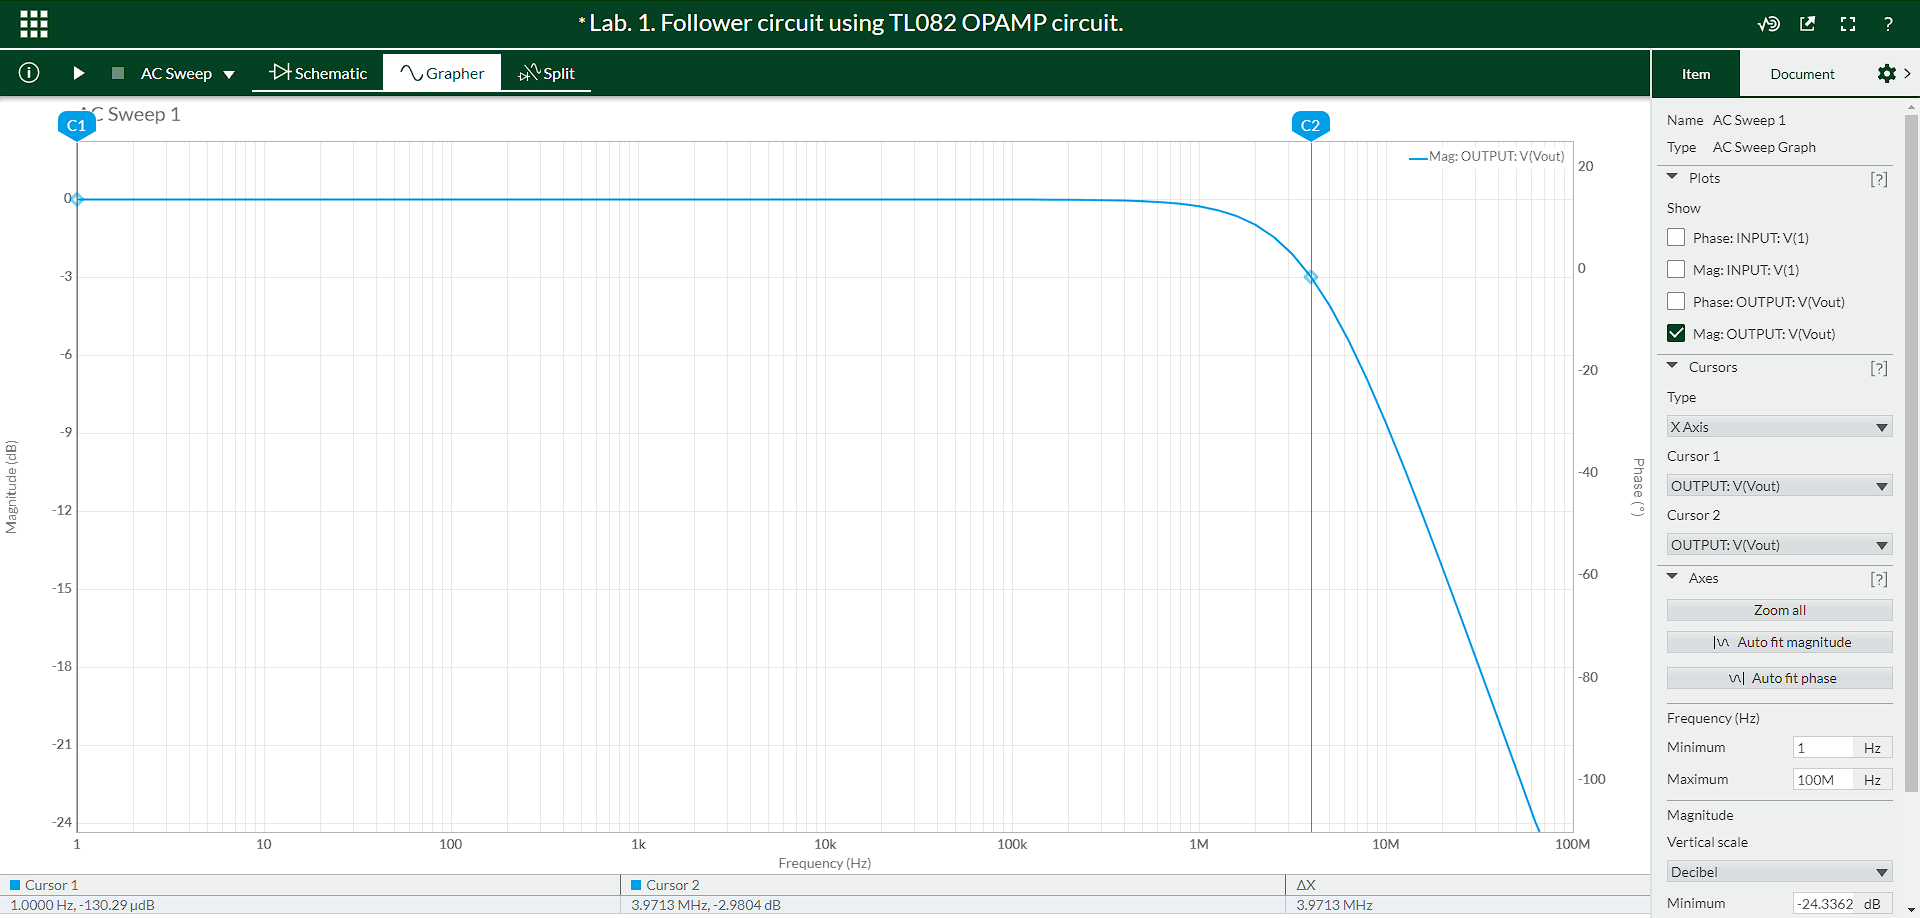 * Lab. 1. Follower circuit using TL082 OPAMP circuit.
?
AC Sweep
Schematic
Grapher
Split
Item
Document
C Sweep 1
C1
C2
Mag: OUTPUT: V(Vout)
0
-3
-6
-9
-12
-15
-18
-21
-24
Magnitude (dB)
20
0
-20
-40
-60
-80
-100
Phase (°)
1
10
100
1k
10k
100k
1M
10M
100M
Frequency (Hz)
Cursor 1
Cursor 2
ΔX
1.0000 Hz, -130.29 µdB
3.9713 MHz, -2.9804 dB
3.9713 MHz
Name AC Sweep 1
Type AC Sweep Graph
Plots [?]
Show
Phase: INPUT: V(1)
Mag: INPUT: V(1)
Phase: OUTPUT: V(Vout)
Mag: OUTPUT: V(Vout)
Cursors [?]
Type
X Axis
Cursor 1
OUTPUT: V(Vout)
Cursor 2
OUTPUT: V(Vout)
Axes [?]
Zoom all
Auto fit magnitude
Auto fit phase
Frequency (Hz)
Minimum 1 Hz
Maximum 100M Hz
Magnitude
Vertical scale
Decibel
Minimum -24.3362 dB